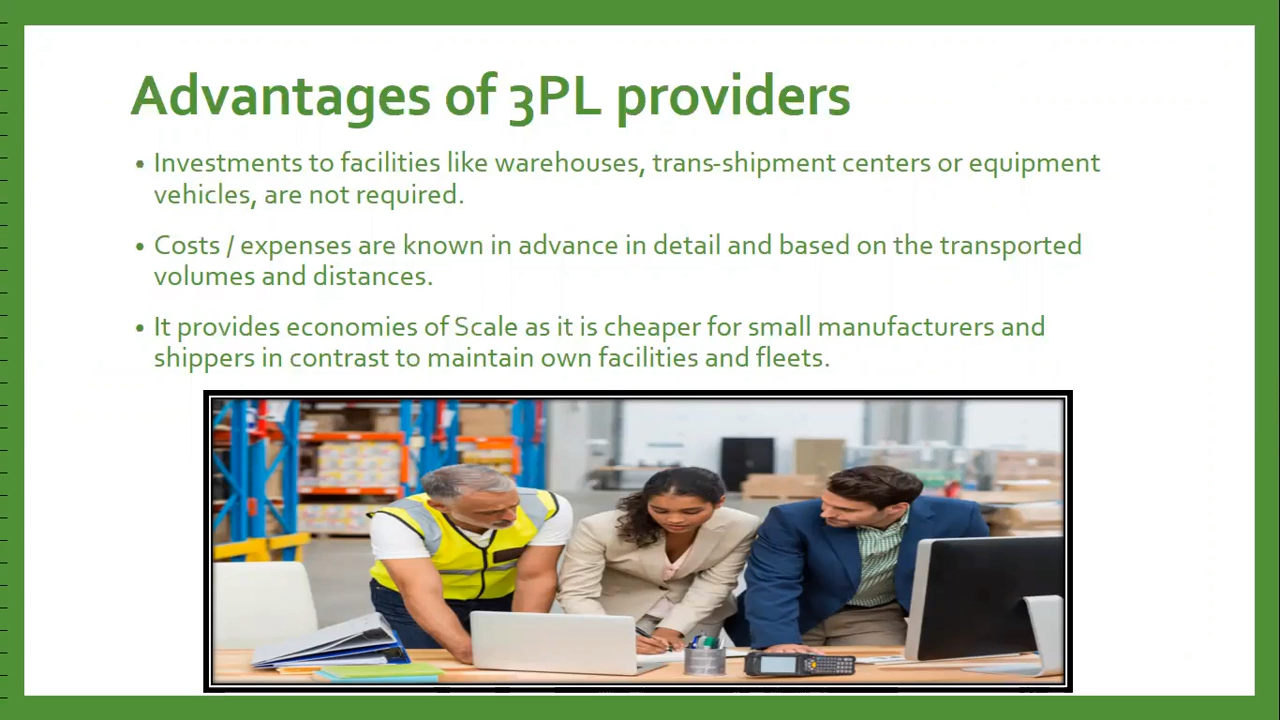 Advantages of 3PL providers
• Investments to facilities like warehouses, trans-shipment centers or equipment
vehicles, are not required.
• Costs / expenses are known in advance in detail and based on the transported
volumes and distances.
• It provides economies of Scale as it is cheaper for small manufacturers and
shippers in contrast to maintain own facilities and fleets.